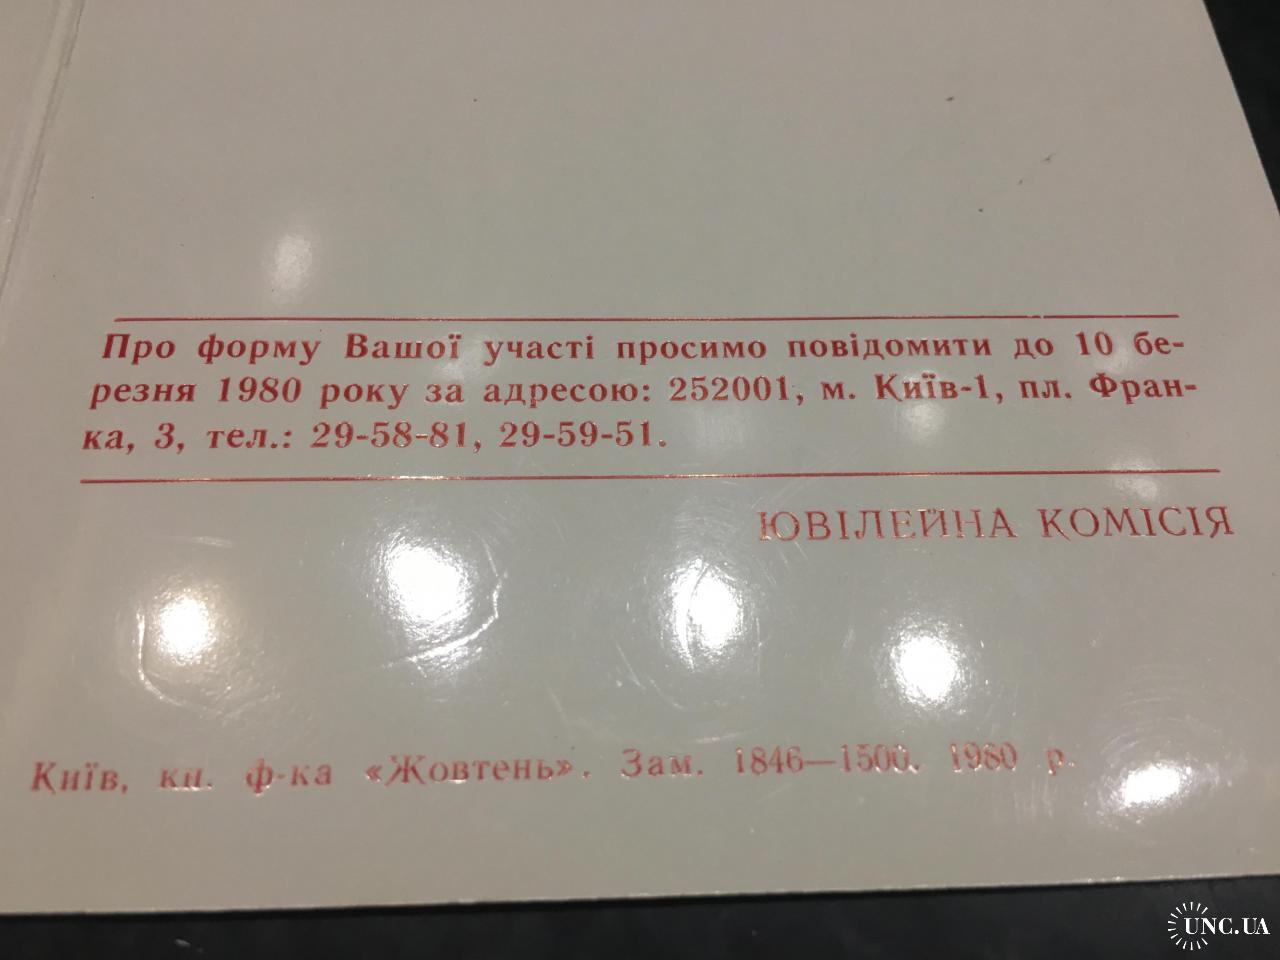 Про форму Вашої участі просимо повідомити до 10 бе-
резня 1980 року за адресою: 252001, м. Київ-1, пл. Фран-
ка, 3, тел.: 29-58-81, 29-59-51.
ЮВІЛЕЙНА КОМІСІЯ
Київ, кн. ф-ка «Жовтень». Зам. 1846—1500. 1980 р.
UNC.UA